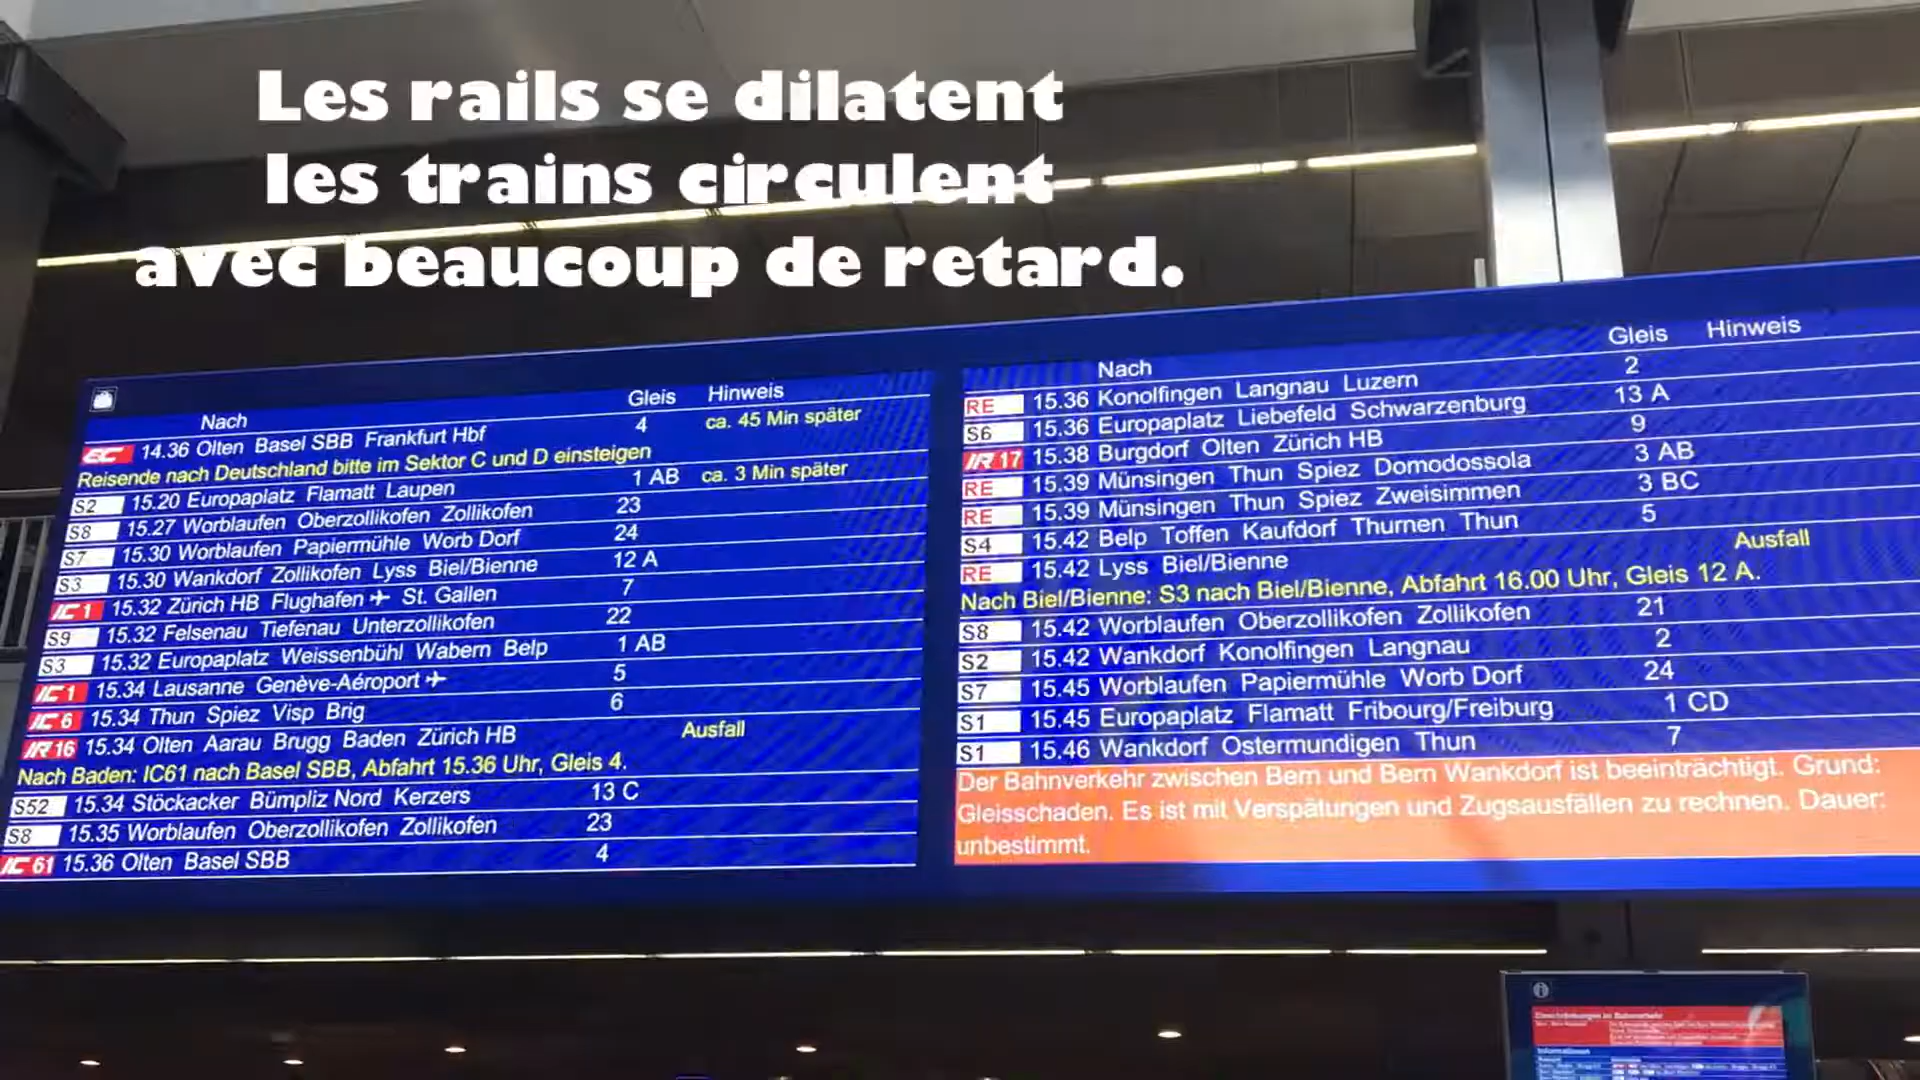 Les rails se dilatent
les trains circulent
avec beaucoup de retard.
Nach Gleis Hinweis
EC 14.36 Olten Basel SBB Frankfurt Hbf 4 ca. 45 Min später
Reisende nach Deutschland bitte im Sektor C und D einsteigen
S2 15.20 Europaplatz Flamatt Laupen 1 AB ca. 3 Min später
S8 15.27 Worblaufen Oberzollikofen Zollikofen 23
S7 15.30 Worblaufen Papiermühle Worb Dorf 24
S3 15.30 Wankdorf Zollikofen Lyss Biel/Bienne 12 A
IC 1 15.32 Zürich HB Flughafen St. Gallen 7
S9 15.32 Felsenau Tiefenau Unterzollikofen 22
S3 15.32 Europaplatz Weissenbühl Wabern Belp 1 AB
IC 1 15.34 Lausanne Genève-Aéroport 5
IC 6 15.34 Thun Spiez Visp Brig 6
IR 16 15.34 Olten Aarau Brugg Baden Zürich HB Ausfall
Nach Baden: IC61 nach Basel SBB, Abfahrt 15.36 Uhr, Gleis 4.
S52 15.34 Stöckacker Bümpliz Nord Kerzers 13 C
S8 15.35 Worblaufen Oberzollikofen Zollikofen 23
IC 61 15.36 Olten Basel SBB 4
Nach Gleis Hinweis
RE 15.36 Konolfingen Langnau Luzern 2
S6 15.36 Europaplatz Liebefeld Schwarzenburg 13 A
IR 17 15.38 Burgdorf Olten Zürich HB 9
RE 15.39 Münsingen Thun Spiez Domodossola 3 AB
RE 15.39 Münsingen Thun Spiez Zweisimmen 3 BC
S4 15.42 Belp Toffen Kaufdorf Thurnen Thun 5
RE 15.42 Lyss Biel/Bienne Ausfall
Nach Biel/Bienne: S3 nach Biel/Bienne, Abfahrt 16.00 Uhr, Gleis 12 A.
S8 15.42 Worblaufen Oberzollikofen Zollikofen 21
S2 15.42 Wankdorf Konolfingen Langnau 2
S7 15.45 Worblaufen Papiermühle Worb Dorf 24
S1 15.45 Europaplatz Flamatt Fribourg/Freiburg 1 CD
S1 15.46 Wankdorf Ostermundigen Thun 7
Der Bahnverkehr zwischen Bern und Bern Wankdorf ist beeinträchtigt. Grund:
Gleisschaden. Es ist mit Verspätungen und Zugsausfällen zu rechnen. Dauer:
unbestimmt.
Informationen